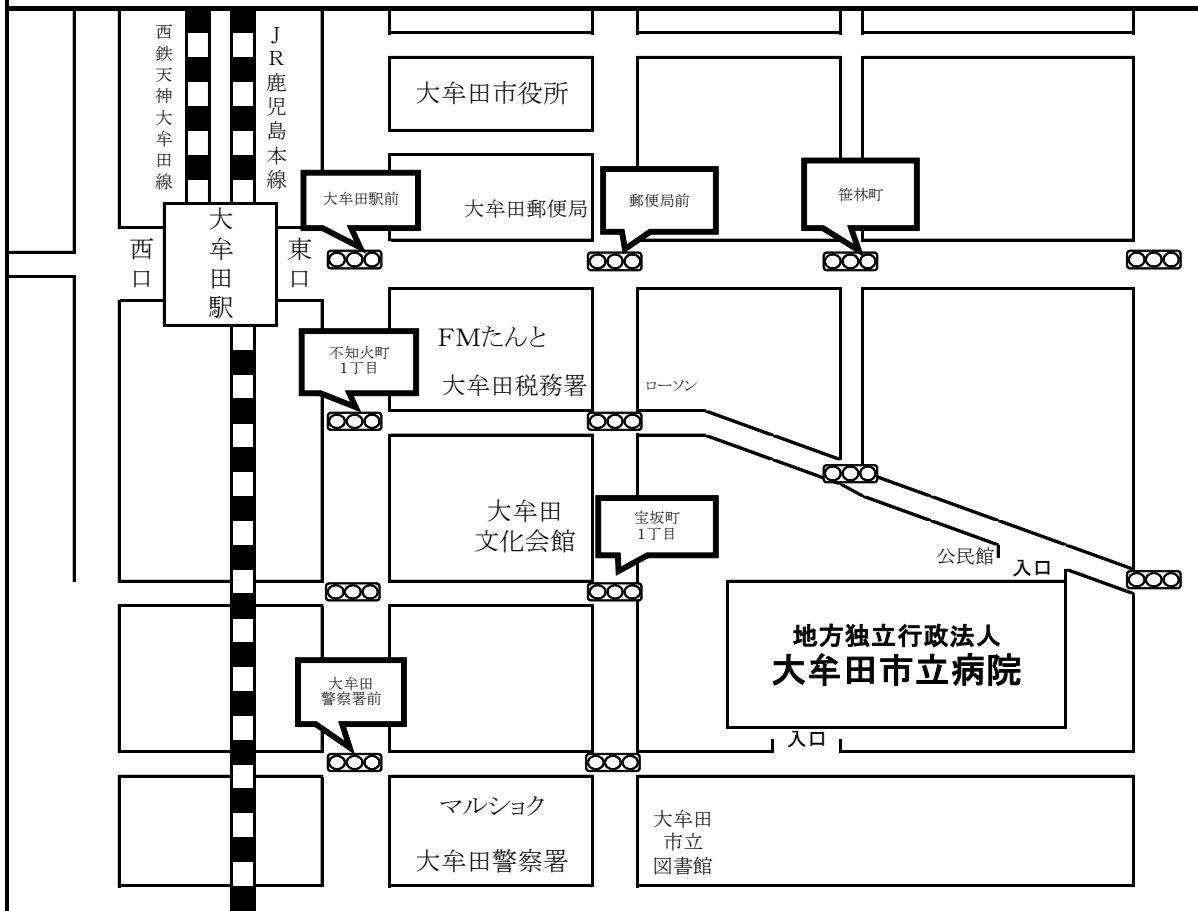 西鉄天神大牟田線
JR鹿児島本線
大牟田市役所
大牟田駅前
大牟田郵便局
郵便局前
笹林町
西口
大牟田駅
東口
不知火町
1丁目
FMたんと
大牟田税務署
ローソン
大牟田
文化会館
宝坂町
1丁目
公民館
入口
地方独立行政法人
大牟田市立病院
大牟田
警察署前
入口
マルショク
大牟田警察署
大牟田
市立
図書館